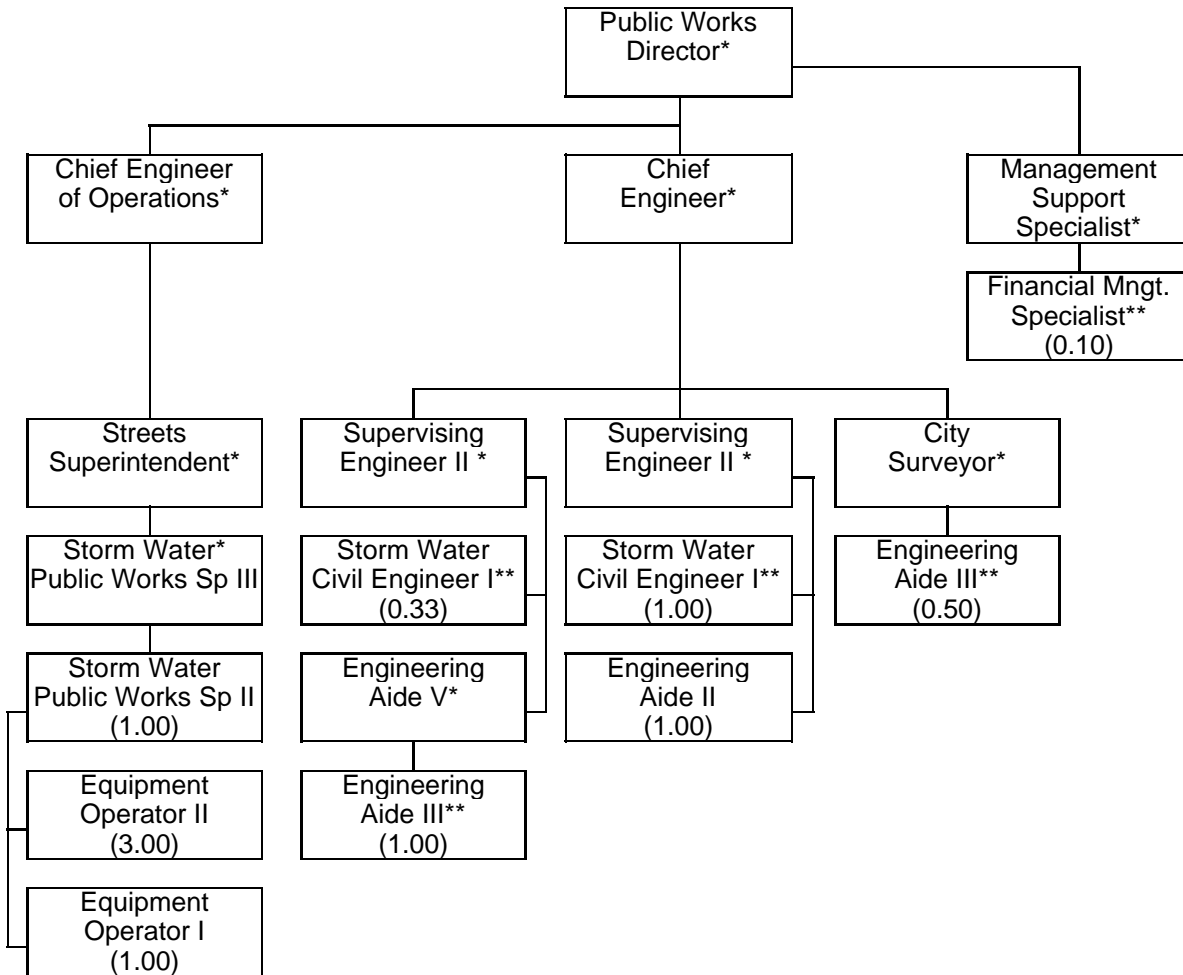 Public Works
Director*
Chief Engineer
of Operations*
Chief
Engineer*
Management
Support
Specialist*
Financial Mngt.
Specialist**
(0.10)
Streets
Superintendent*
Supervising
Engineer II *
Supervising
Engineer II *
City
Surveyor*
Storm Water*
Public Works Sp III
Storm Water
Civil Engineer I**
(0.33)
Storm Water
Civil Engineer I**
(1.00)
Engineering
Aide III**
(0.50)
Storm Water
Public Works Sp II
(1.00)
Engineering
Aide V*
Engineering
Aide II
(1.00)
Equipment
Operator II
(3.00)
Engineering
Aide III**
(1.00)
Equipment
Operator I
(1.00)